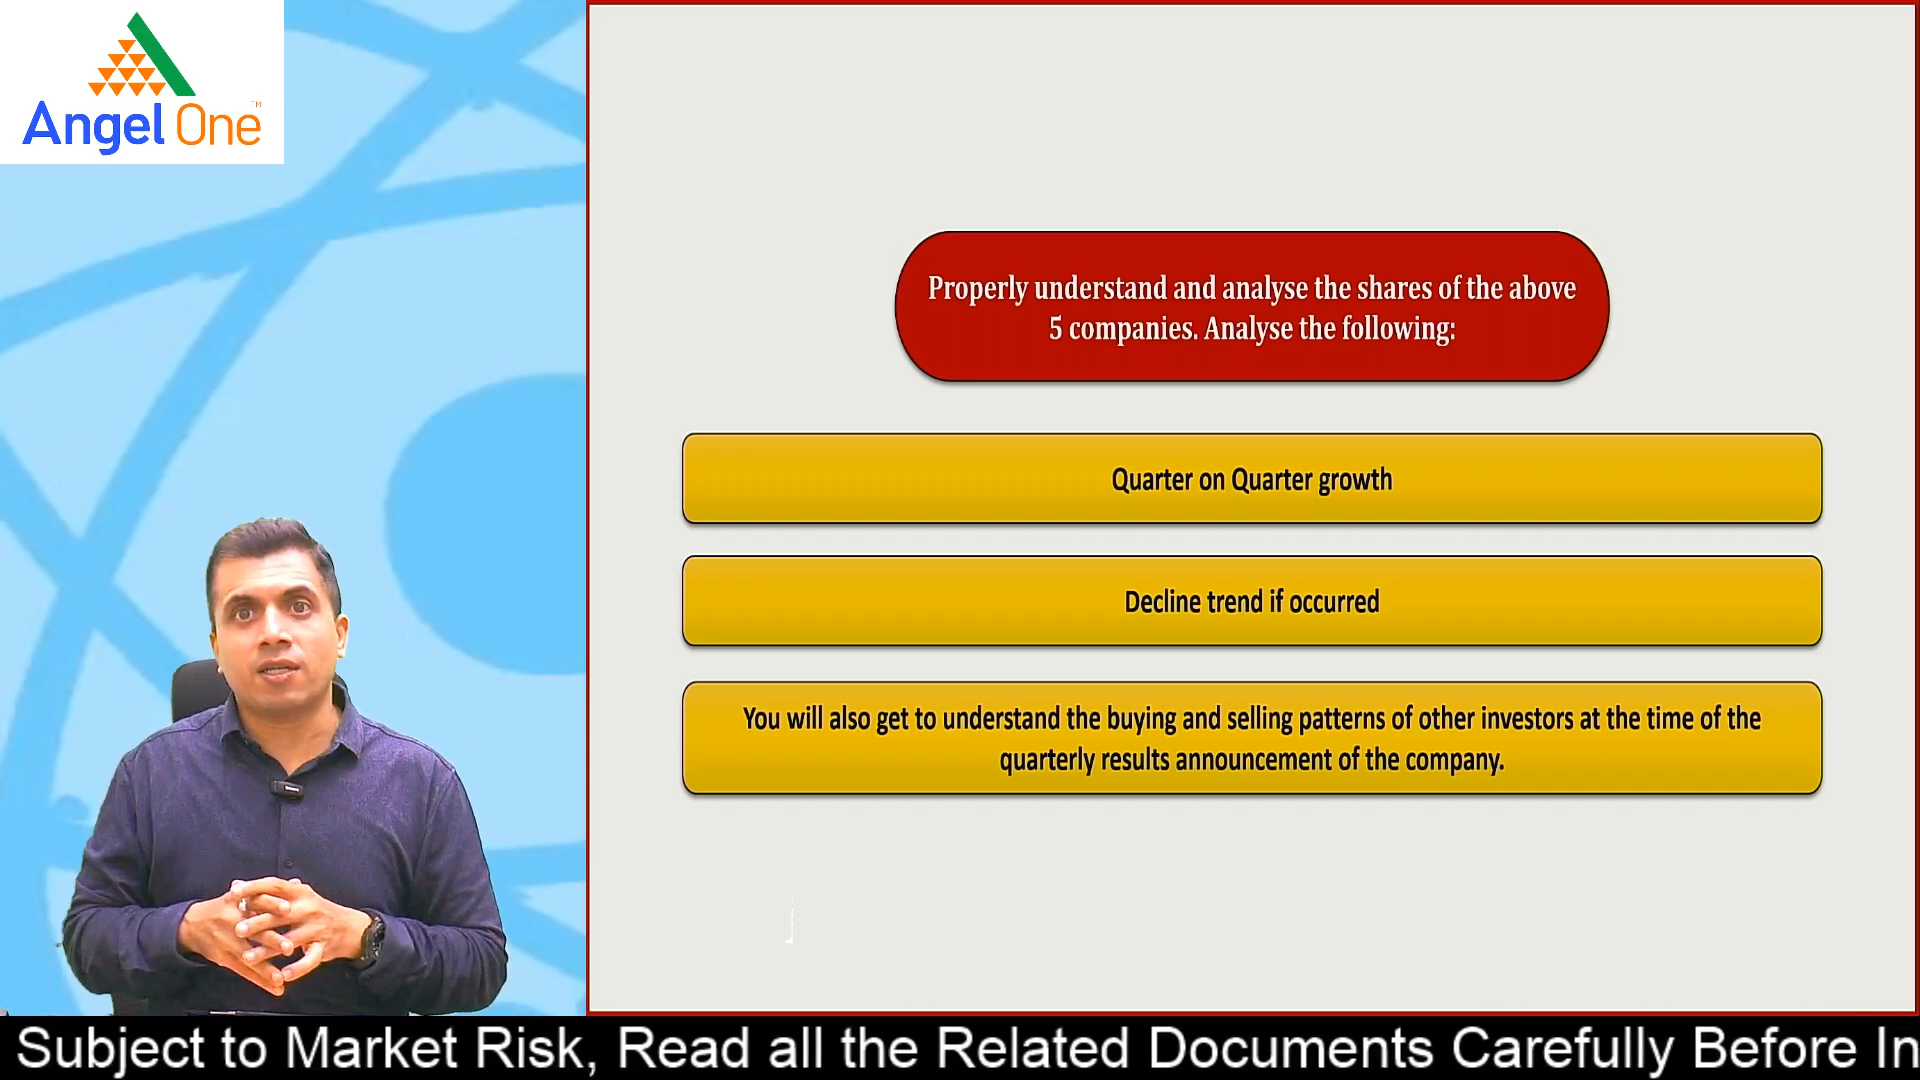 Angel One
TM
Properly understand and analyse the shares of the above
5 companies. Analyse the following:
Quarter on Quarter growth
Decline trend if occurred
You will also get to understand the buying and selling patterns of other investors at the time of the
quarterly results announcement of the company.
Subject to Market Risk, Read all the Related Documents Carefully Before In